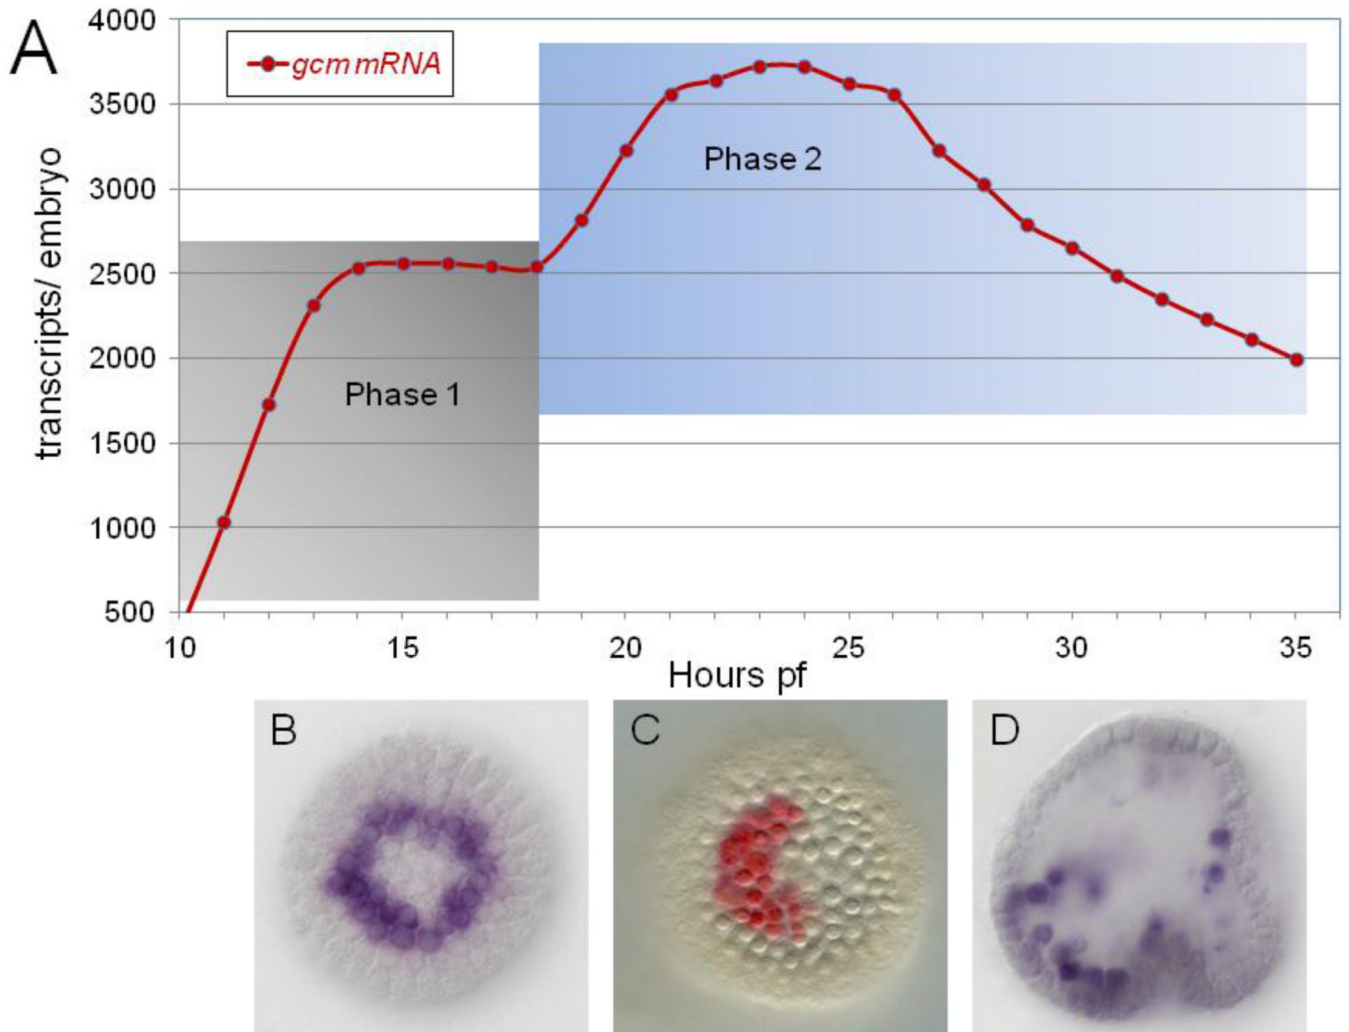 A
gcm mRNA
4000
3500
3000
2500
2000
1500
1000
500
transcripts/ embryo
Phase 1
Phase 2
10 15 20 25 30 35
Hours pf
B C D